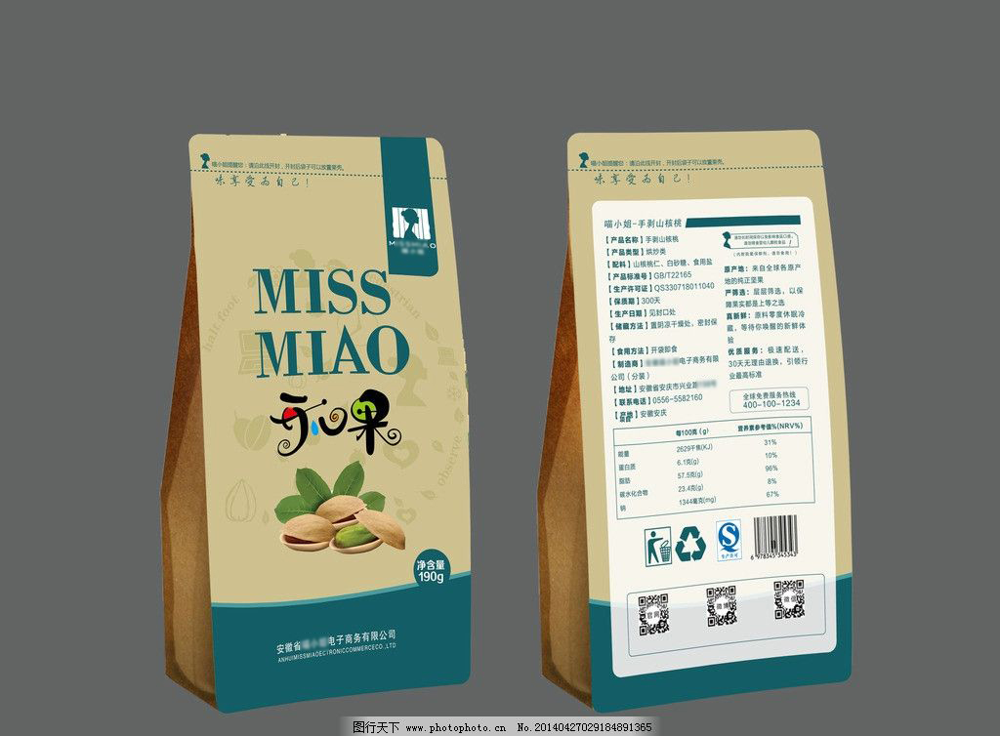 喵小姐提醒您：请沿此线开封，开封后袋子可以放置果壳。
味享受为自己！
MISSMIAO
MISS
MIAO
开心果
half-foot
observe
净含量
190g
安徽省
电子商务有限公司
ANHUIMISSMIAOECTRONICCOMMERCECO.,LTD
喵小姐提醒您：请沿此线开封，开封后袋子可以放置果壳。
味享受为自己！
喵小姐-手剥山核桃
【产品名称】手剥山核桃
【产品类型】烘炒类
【配料】山核桃仁、白砂糖、食用盐
【产品标准号】GB/T22165
【生产许可证】QS330718011040
【保质期】300天
【生产日期】见封口处
【储藏方法】置阴凉干燥处，密封保
存
【食用方法】开袋即食
【制造商】
电子商务有限
公司（分装）
【地址】安徽省安庆市兴业路
【联系电话】0556-5582160
【产地】安徽安庆
原产地：来自全球各原产
地的纯正坚果
严筛选：层层筛选，以保
障果实都是上等之选
真新鲜：原料零度休眠冷
藏，等待你唤醒的新鲜体
验
优质服务：极速配送，
30天无理由退换，引领行
业最高标准
全球免费服务热线
400-100-1234
项目
每100克（g）
营养素参考值%(NRV%)
能量
2629千焦(KJ)
31%
蛋白质
6.1克(g)
10%
脂肪
57.5克(g)
96%
碳水化合物
23.4克(g)
8%
钠
1344毫克(mg)
67%
生产许可
6 978345 345343
官网
微博
微信
图行天下 www.photophoto.cn No.20140427029184891365